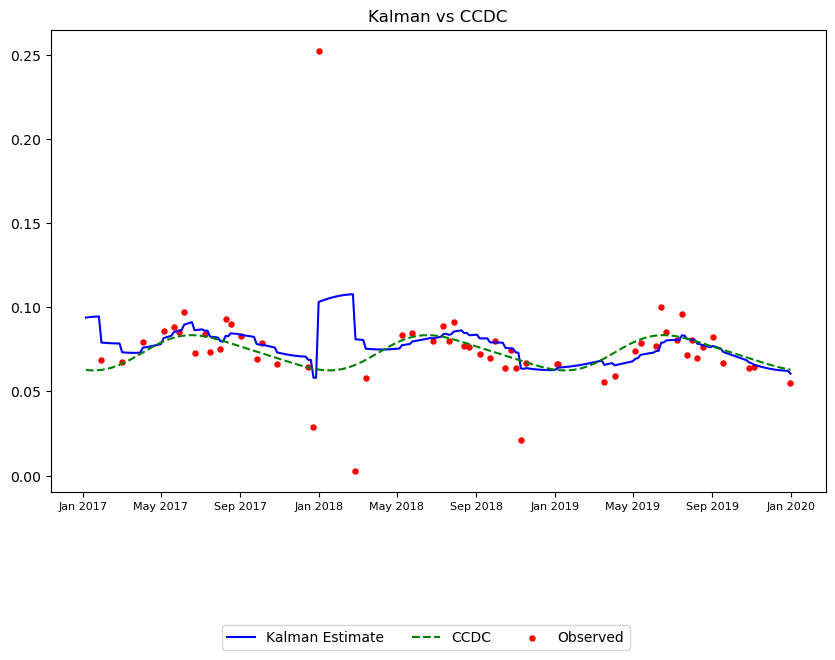 Kalman vs CCDC
0.25
0.20
0.15
0.10
0.05
0.00
Jan 2017 May 2017 Sep 2017 Jan 2018 May 2018 Sep 2018 Jan 2019 May 2019 Sep 2019 Jan 2020
Kalman Estimate CCDC Observed